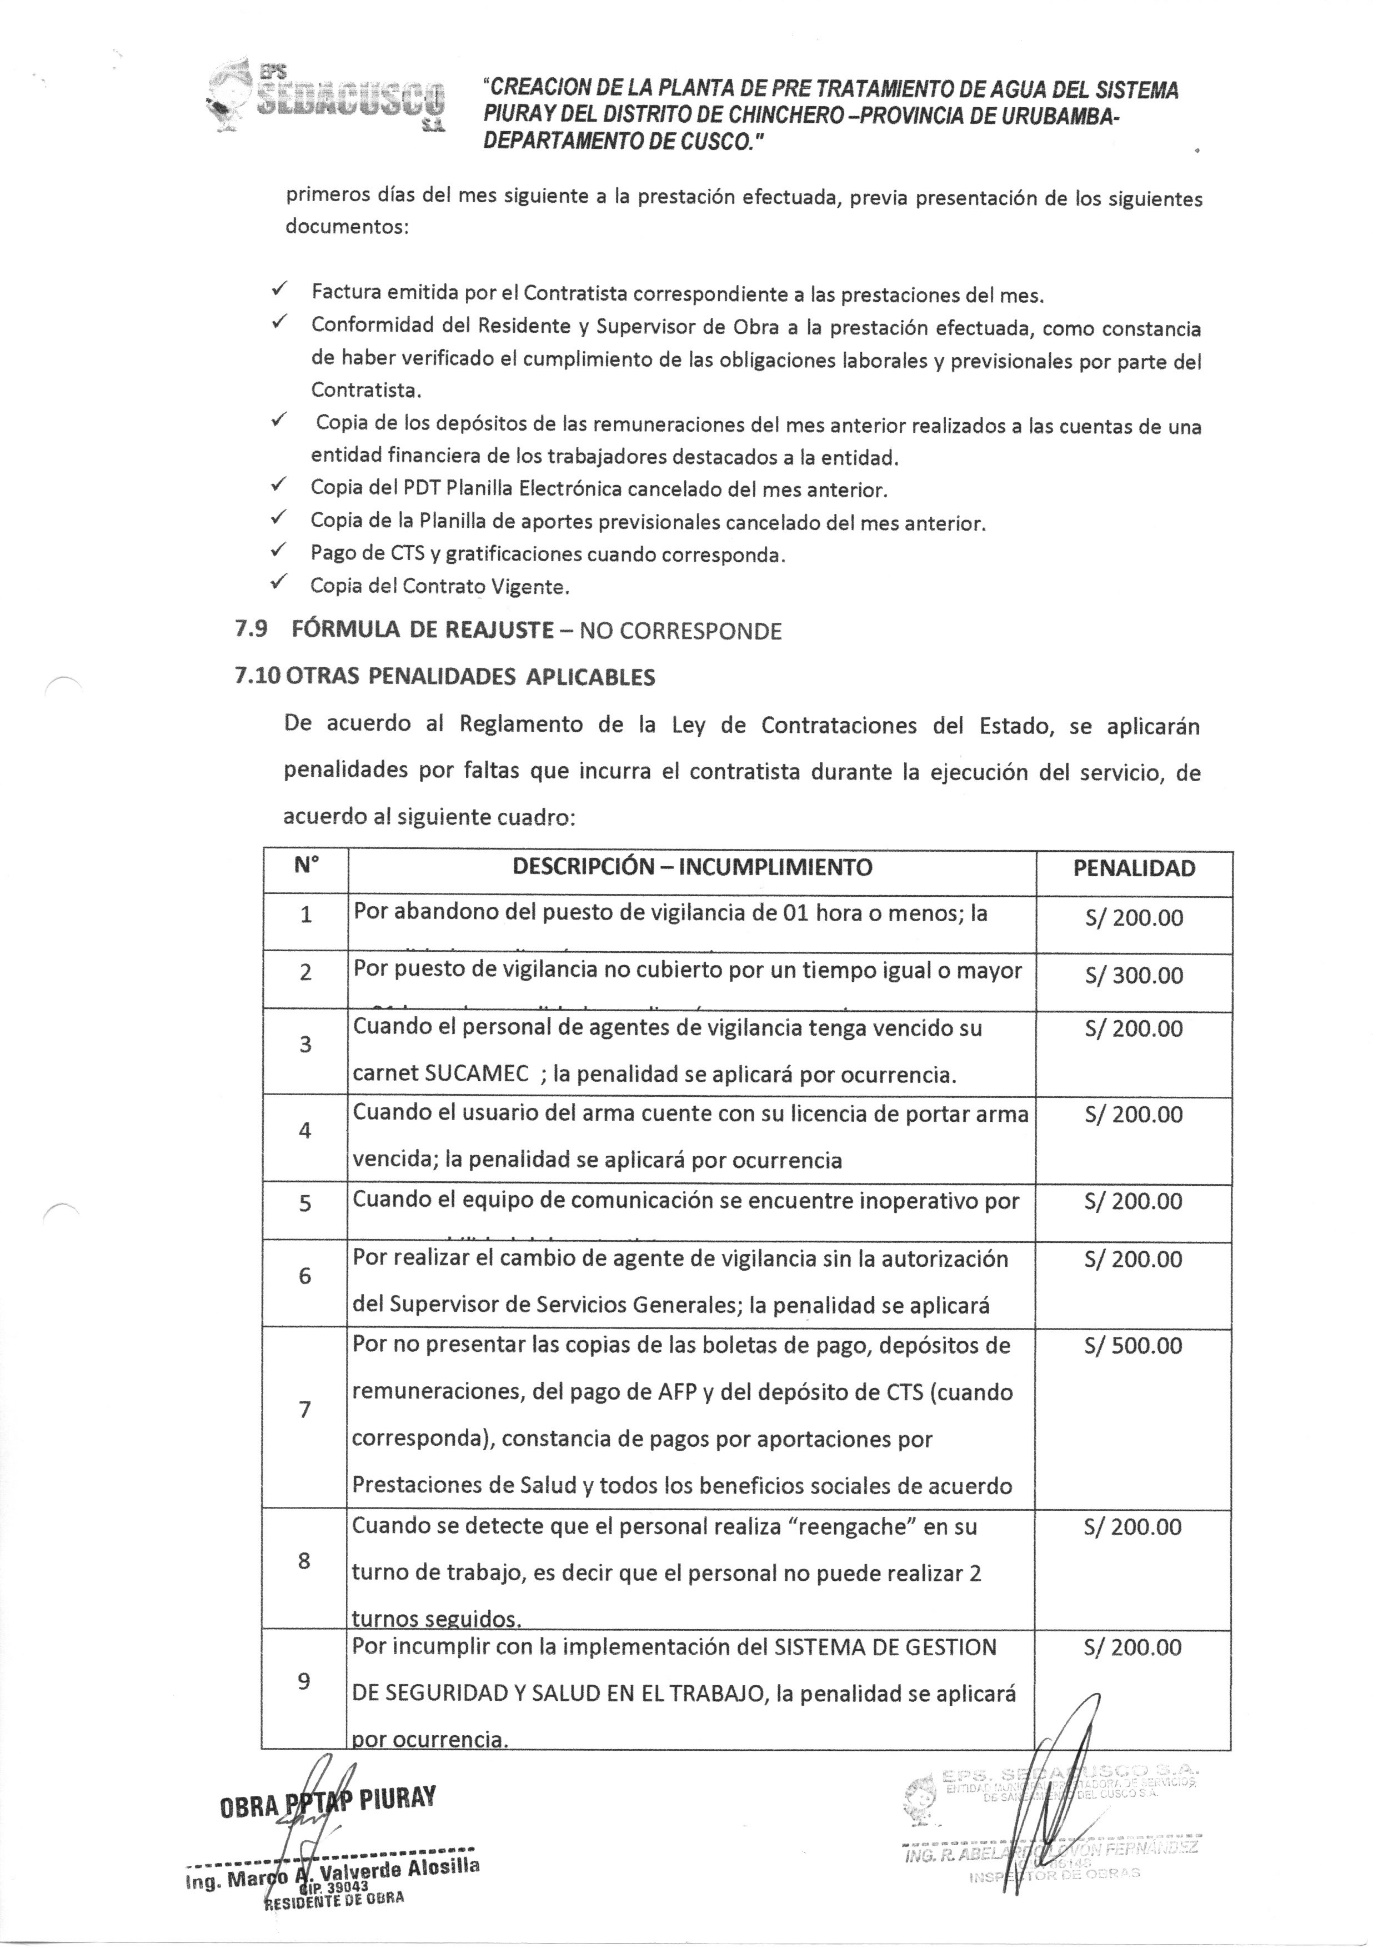 EPS
SEDACUSCO
S.A.
"CREACION DE LA PLANTA DE PRE TRATAMIENTO DE AGUA DEL SISTEMA
PIURAY DEL DISTRITO DE CHINCHERO –PROVINCIA DE URUBAMBA-
DEPARTAMENTO DE CUSCO."
primeros días del mes siguiente a la prestación efectuada, previa presentación de los siguientes
documentos:
✓ Factura emitida por el Contratista correspondiente a las prestaciones del mes.
✓ Conformidad del Residente y Supervisor de Obra a la prestación efectuada, como constancia
de haber verificado el cumplimiento de las obligaciones laborales y previsionales por parte del
Contratista.
✓ Copia de los depósitos de las remuneraciones del mes anterior realizados a las cuentas de una
entidad financiera de los trabajadores destacados a la entidad.
✓ Copia del PDT Planilla Electrónica cancelado del mes anterior.
✓ Copia de la Planilla de aportes previsionales cancelado del mes anterior.
✓ Pago de CTS y gratificaciones cuando corresponda.
✓ Copia del Contrato Vigente.
7.9 FÓRMULA DE REAJUSTE – NO CORRESPONDE
7.10 OTRAS PENALIDADES APLICABLES
De acuerdo al Reglamento de la Ley de Contrataciones del Estado, se aplicarán
penalidades por faltas que incurra el contratista durante la ejecución del servicio, de
acuerdo al siguiente cuadro:
N° DESCRIPCIÓN – INCUMPLIMIENTO PENALIDAD
1 Por abandono del puesto de vigilancia de 01 hora o menos; la S/ 200.00
2 Por puesto de vigilancia no cubierto por un tiempo igual o mayor S/ 300.00
3 Cuando el personal de agentes de vigilancia tenga vencido su S/ 200.00
carnet SUCAMEC ; la penalidad se aplicará por ocurrencia.
4 Cuando el usuario del arma cuente con su licencia de portar arma S/ 200.00
vencida; la penalidad se aplicará por ocurrencia
5 Cuando el equipo de comunicación se encuentre inoperativo por S/ 200.00
6 Por realizar el cambio de agente de vigilancia sin la autorización S/ 200.00
del Supervisor de Servicios Generales; la penalidad se aplicará
7 Por no presentar las copias de las boletas de pago, depósitos de S/ 500.00
remuneraciones, del pago de AFP y del depósito de CTS (cuando
corresponda), constancia de pagos por aportaciones por
Prestaciones de Salud y todos los beneficios sociales de acuerdo
8 Cuando se detecte que el personal realiza "reengache" en su S/ 200.00
turno de trabajo, es decir que el personal no puede realizar 2
turnos seguidos.
9 Por incumplir con la implementación del SISTEMA DE GESTION S/ 200.00
DE SEGURIDAD Y SALUD EN EL TRABAJO, la penalidad se aplicará
por ocurrencia.
OBRA PPTAP PIURAY
Ing. Marco A. Valverde Alosilla
CIP. 39043
RESIDENTE DE OBRA
EPS. SEDACUSCO S.A.
ENTIDAD MUNICIPAL PRESTADORA DE SERVICIOS
DE SANEAMIENTO DEL CUSCO S.A.
ING. R. ABELARDO FERNANDEZ
INSPECTOR DE OBRAS